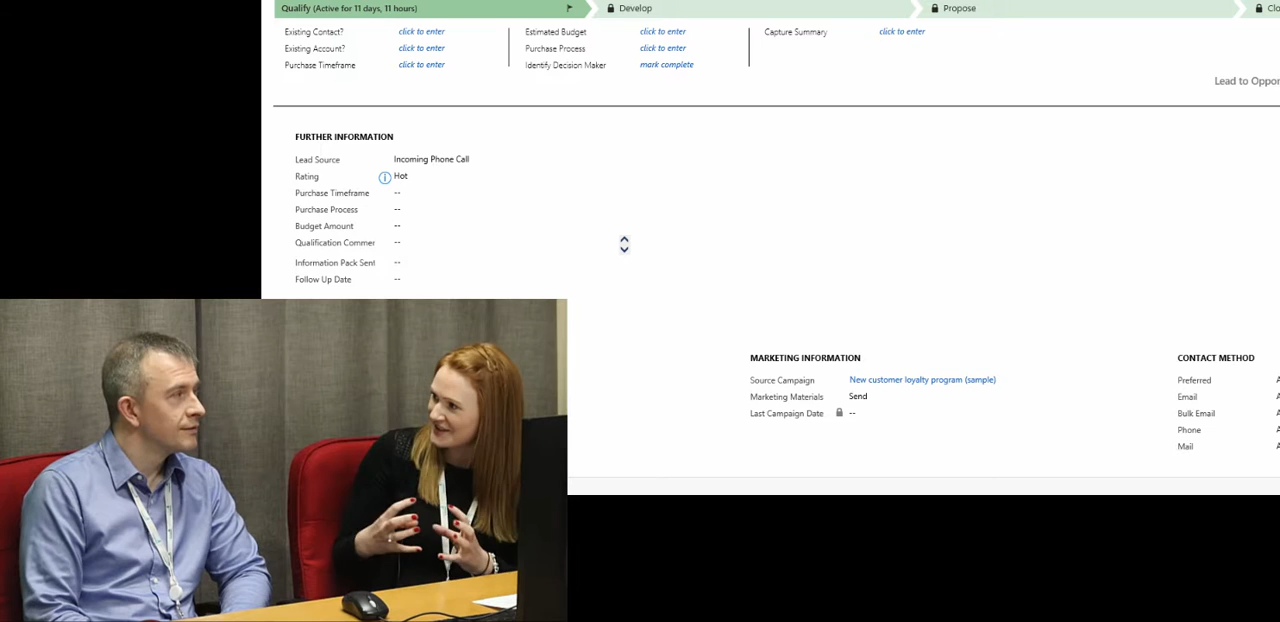 Qualify (Active for 11 days, 11 hours) Develop Propose Clo
Existing Contact? click to enter Estimated Budget click to enter Capture Summary click to enter
Existing Account? click to enter Purchase Process click to enter
Purchase Timeframe click to enter Identify Decision Maker mark complete
Lead to Oppor
FURTHER INFORMATION
Lead Source Incoming Phone Call
Rating Hot
Purchase Timeframe --
Purchase Process --
Budget Amount --
Qualification Commer --
Information Pack Sent --
Follow Up Date --
MARKETING INFORMATION
Source Campaign New customer loyalty program (sample)
Marketing Materials Send
Last Campaign Date --
CONTACT METHOD
Preferred A
Email A
Bulk Email A
Phone A
Mail A